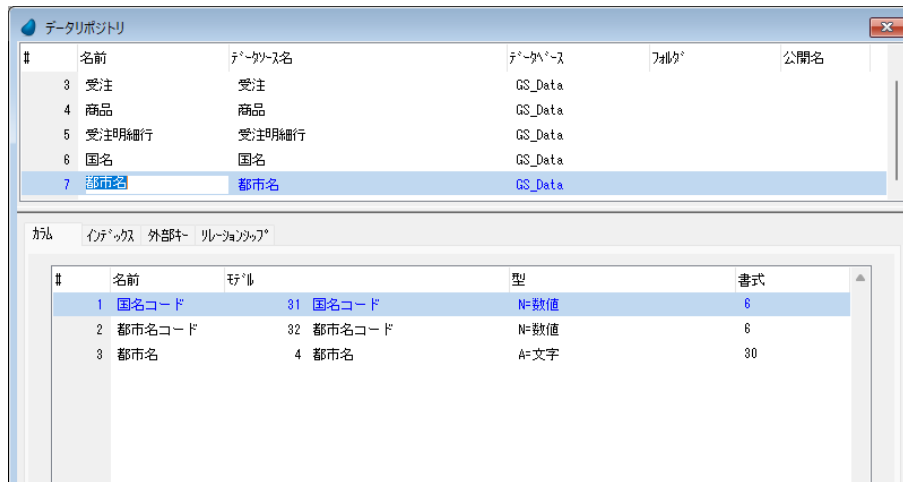 データリポジトリ
# 名前 ﾃﾞｰﾀｿｰｽ名 ﾃﾞｰﾀﾍﾞｰｽ ﾌｫﾙﾀﾞ 公開名
3 受注 受注 GS_Data
4 商品 商品 GS_Data
5 受注明細行 受注明細行 GS_Data
6 国名 国名 GS_Data
7 都市名 都市名 GS_Data
ｶﾗﾑ ｲﾝﾃﾞｯｸｽ 外部ｷｰ ﾘﾚｰｼｮﾝｼｯﾌﾟ
# 名前 ﾓﾃﾞﾙ 型 書式
1 国名コード 31 国名コード N=数値 6
2 都市名コード 32 都市名コード N=数値 6
3 都市名 4 都市名 A=文字 30